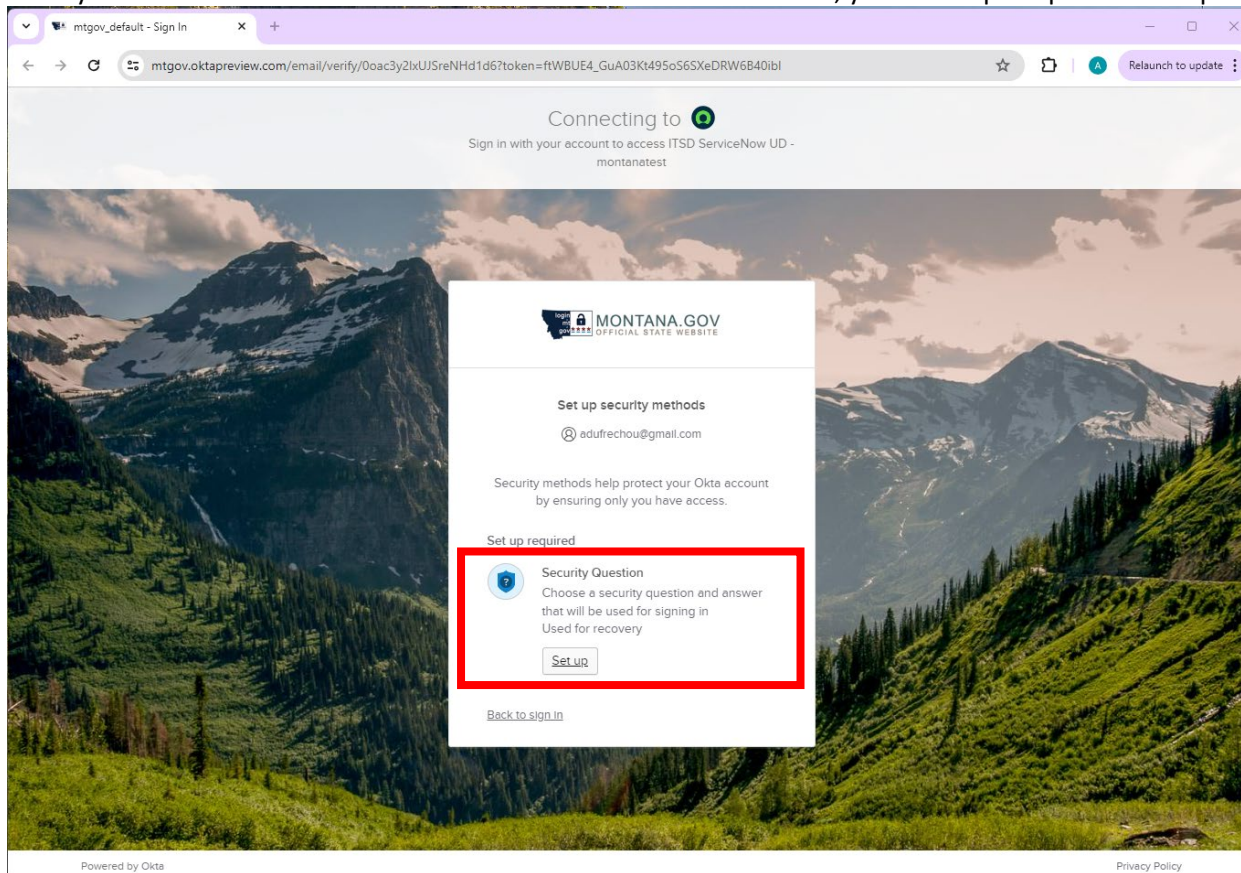 mtgov_default - Sign In
mtgov.oktapreview.com/email/verify/0oac3y2lxUJSreNHd1d6?token=ftWBUE4_GuA03Kt495oS6SXeDRW6B40ibl
A
Relaunch to update
Connecting to
Sign in with your account to access ITSD ServiceNow UD -
montanatest
login
mt
gov
MONTANA.GOV
OFFICIAL STATE WEBSITE
Set up security methods
adufrechou@gmail.com
Security methods help protect your Okta account
by ensuring only you have access.
Set up required
Security Question
Choose a security question and answer
that will be used for signing in
Used for recovery
Set up
Back to sign in
Powered by Okta
Privacy Policy